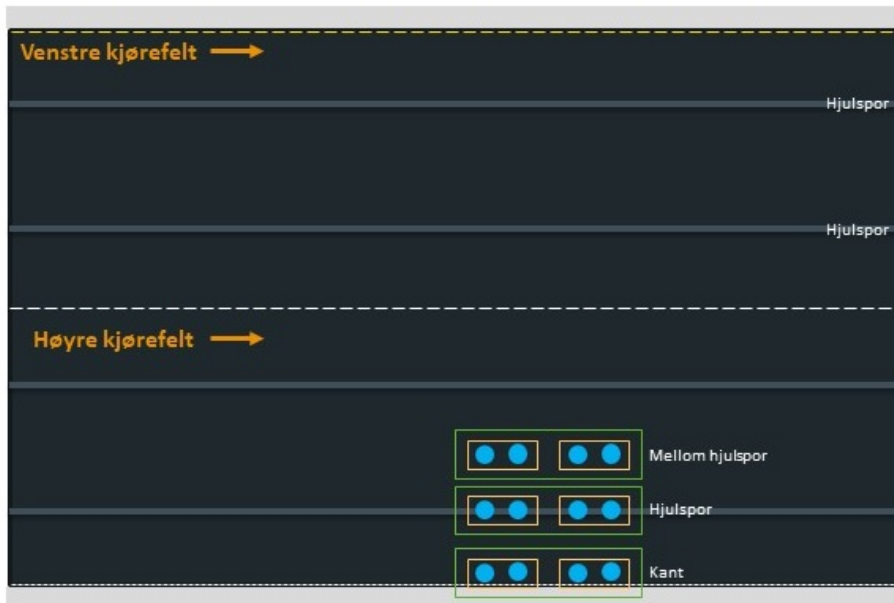 Venstre kjørefelt
Hjulspor
Hjulspor
Høyre kjørefelt
Mellom hjulspor
Hjulspor
Kant